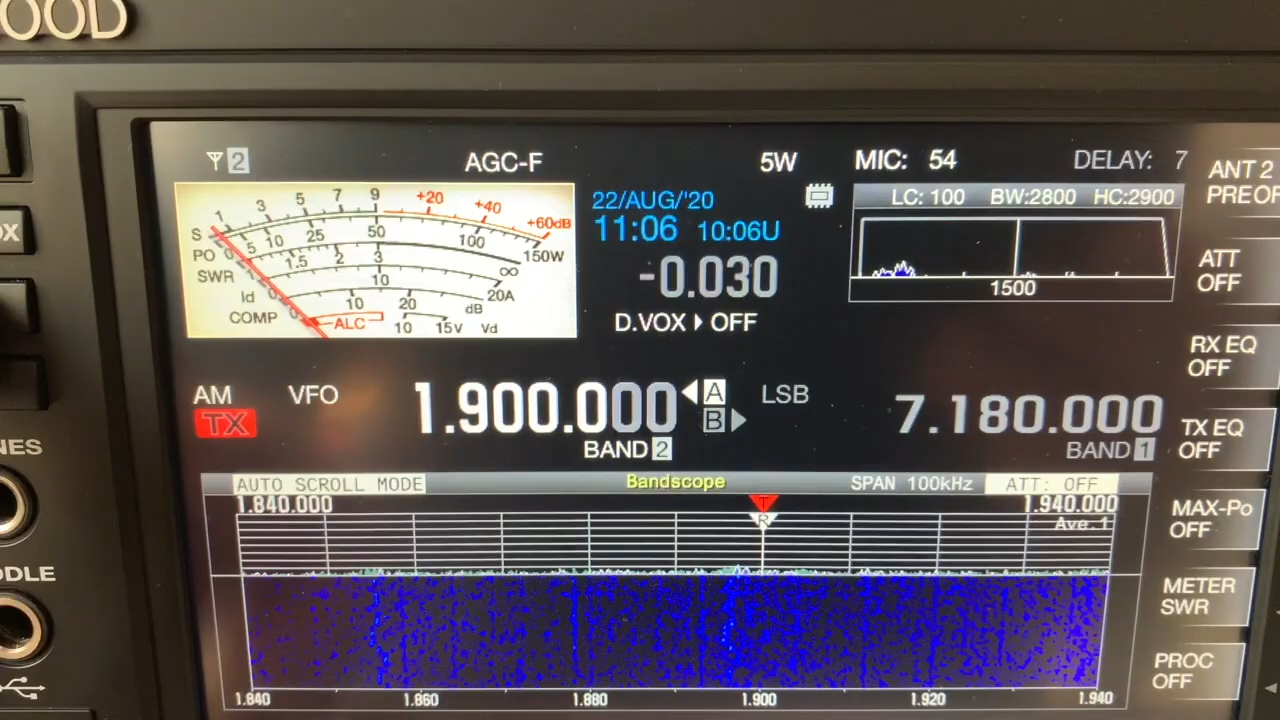 OOD
2 AGC-F 5W MIC: 54 DELAY: 7
ANT 2
LC: 100 BW:2800 HC:2900
22/AUG/'20
11:06 10:06U
-0.030
D.VOX OFF
1500
S 1 3 5 7 9 +20 +40 +60dB
PO 0 5 10 25 50 100 150W
SWR 1.5 2 3 ∞
Id 0 10 20A
COMP 0 10 20 dB
ALC 10 15V Vd
ATT
OFF
RX EQ
OFF
AM VFO 1.900.000 A LSB 7.180.000
TX B
BAND 2 BAND 1
TX EQ
OFF
AUTO SCROLL MODE Bandscope SPAN 100kHz ATT: OFF
1.840.000 T 1.940.000
R Ave.1
MAX-Po
OFF
METER
SWR
PROC
OFF
1.840 1.860 1.880 1.900 1.920 1.940
OX
NES
DLE